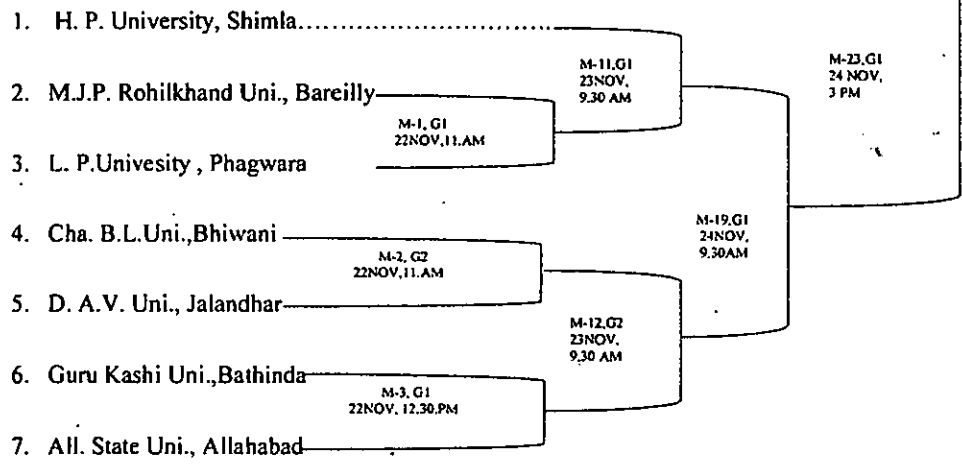 1. H. P. University, Shimla..............................
2. M.J.P. Rohilkhand Uni., Bareilly
3. L. P.Univesity , Phagwara
4. Cha. B.L.Uni.,Bhiwani
5. D. A.V. Uni., Jalandhar
6. Guru Kashi Uni.,Bathinda
7. All. State Uni., Allahabad
M-1, G1
22NOV,11.AM
M-2, G2
22NOV,11.AM
M-3, G1
22NOV, 12.30.PM
M-11,G1
23NOV,
9.30 AM
M-12,G2
23NOV,
9,30 AM
M-19,G1
24NOV,
9.30AM
M-23,G1
24 NOV,
3 PM